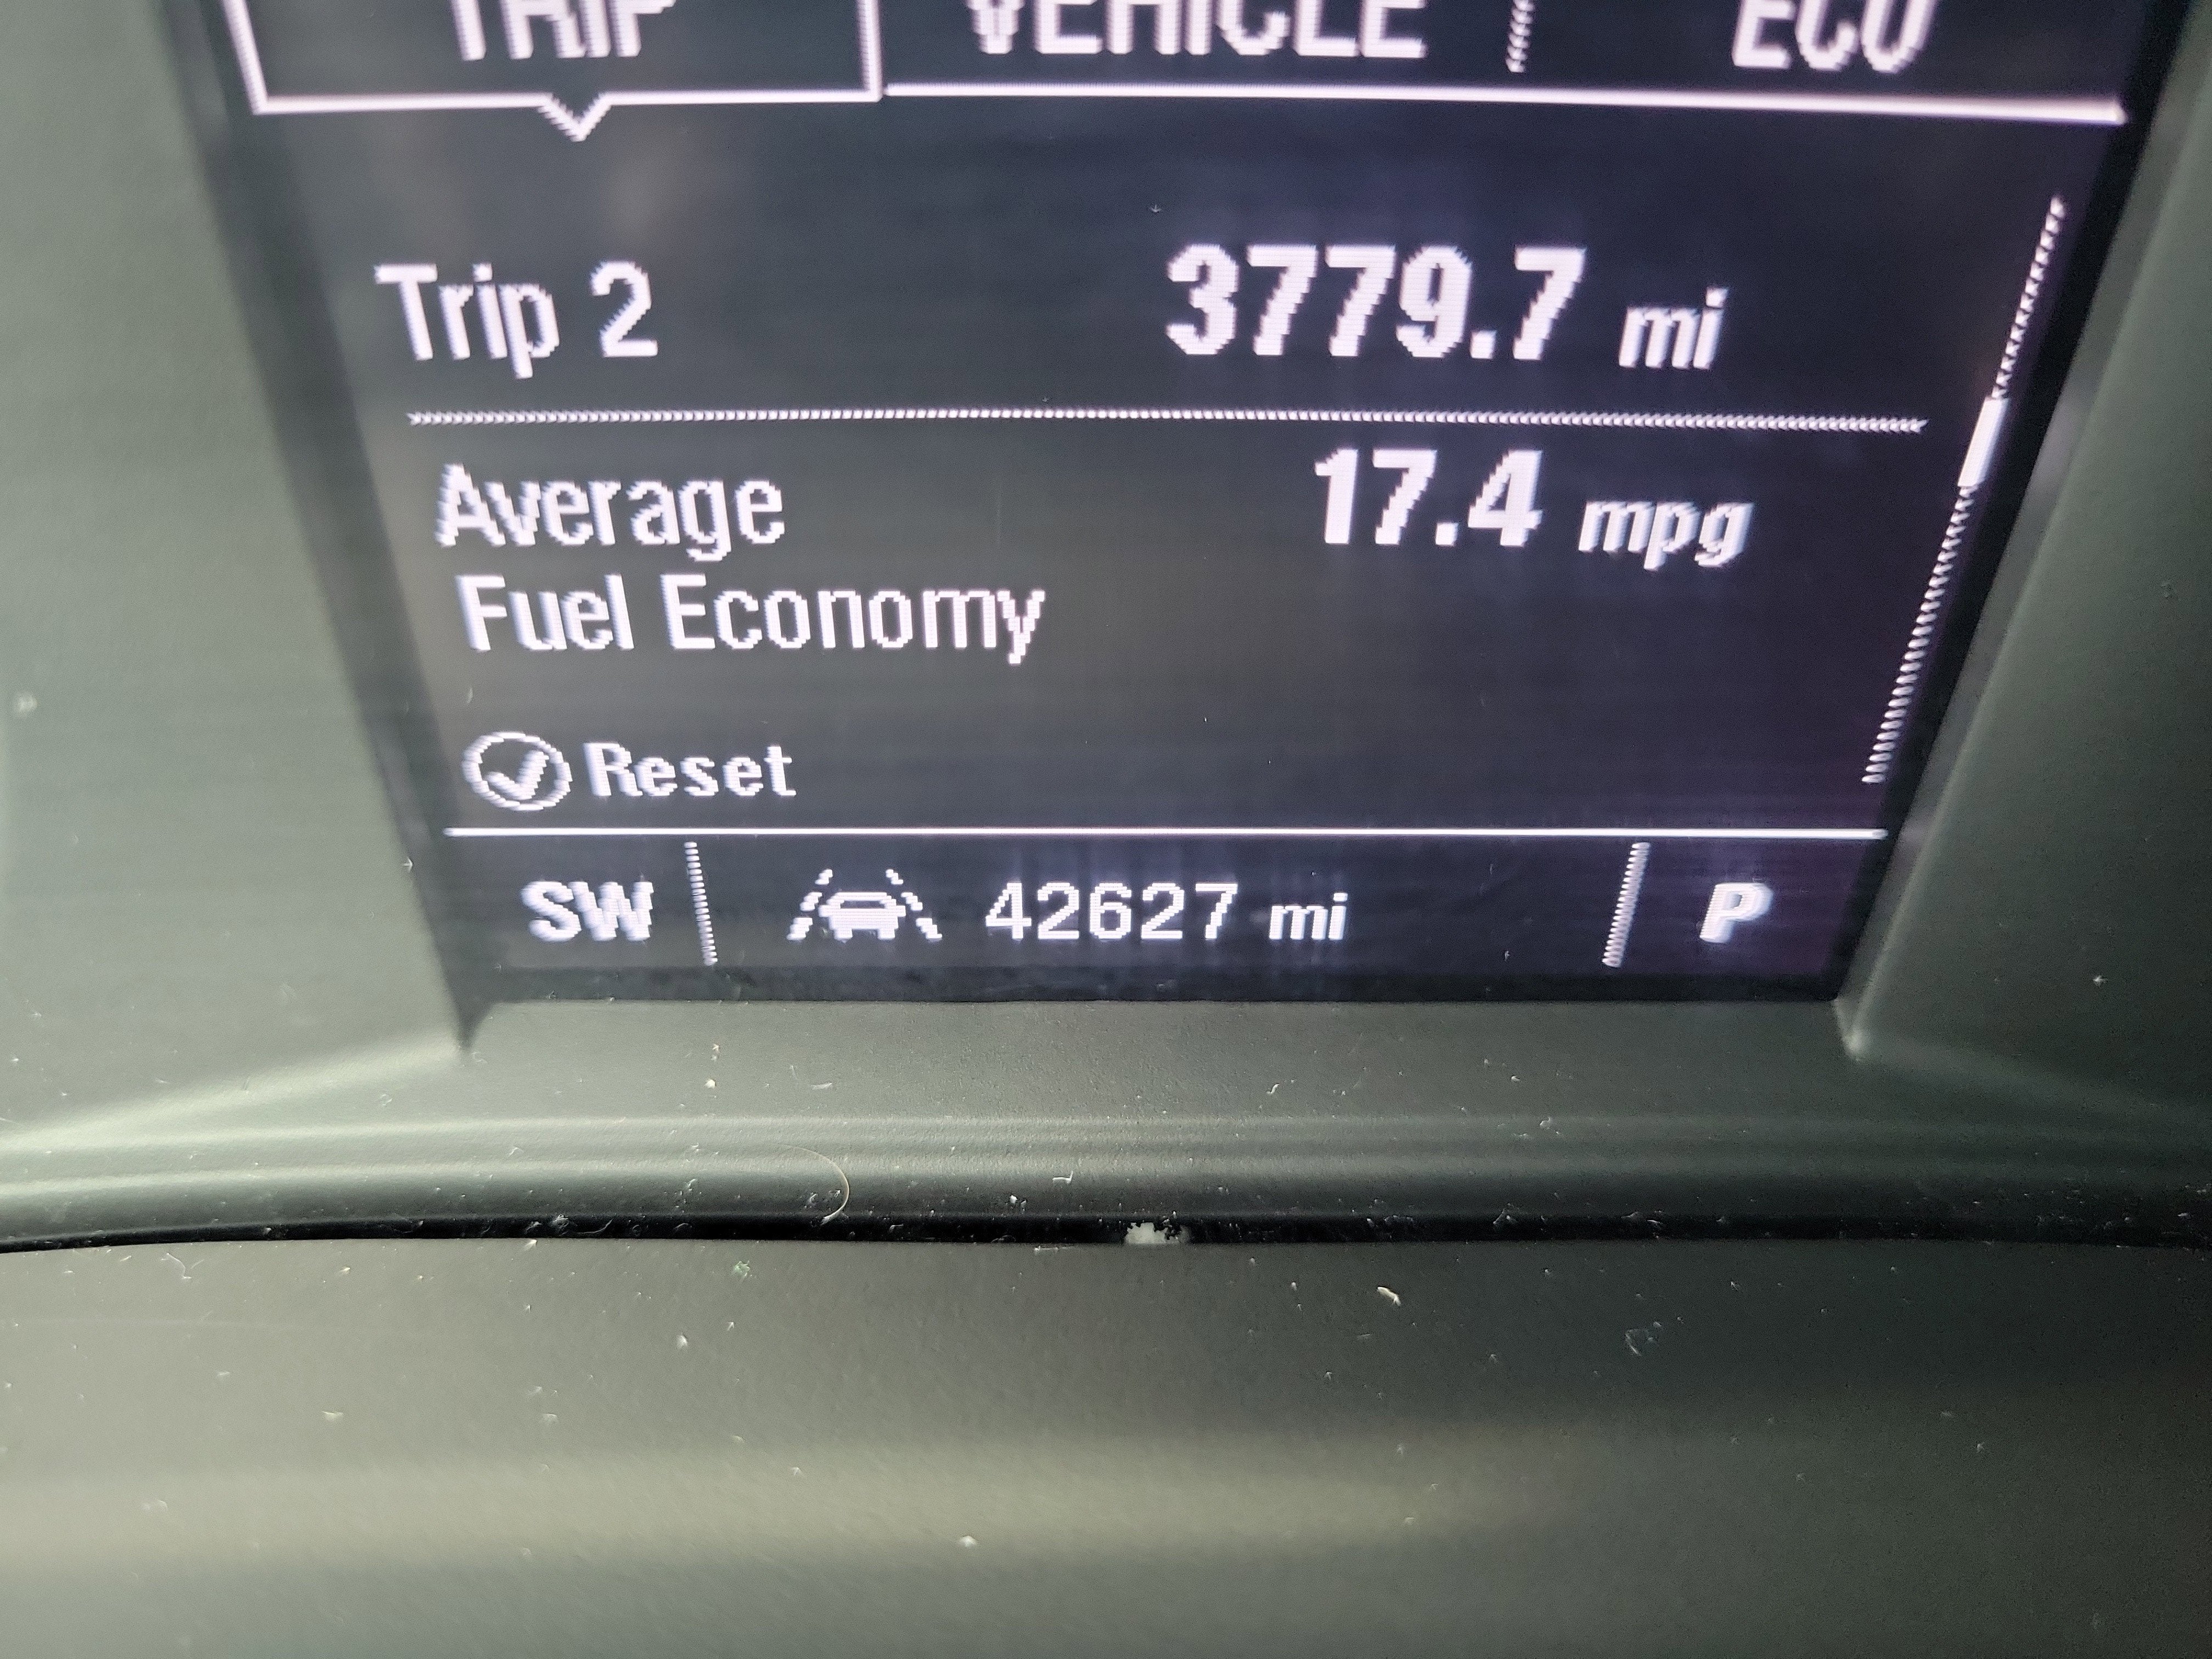 TRIP VEHICLE ECO
Trip 2 3779.7 mi
Average 17.4 mpg
Fuel Economy
Reset
SW 42627 mi P